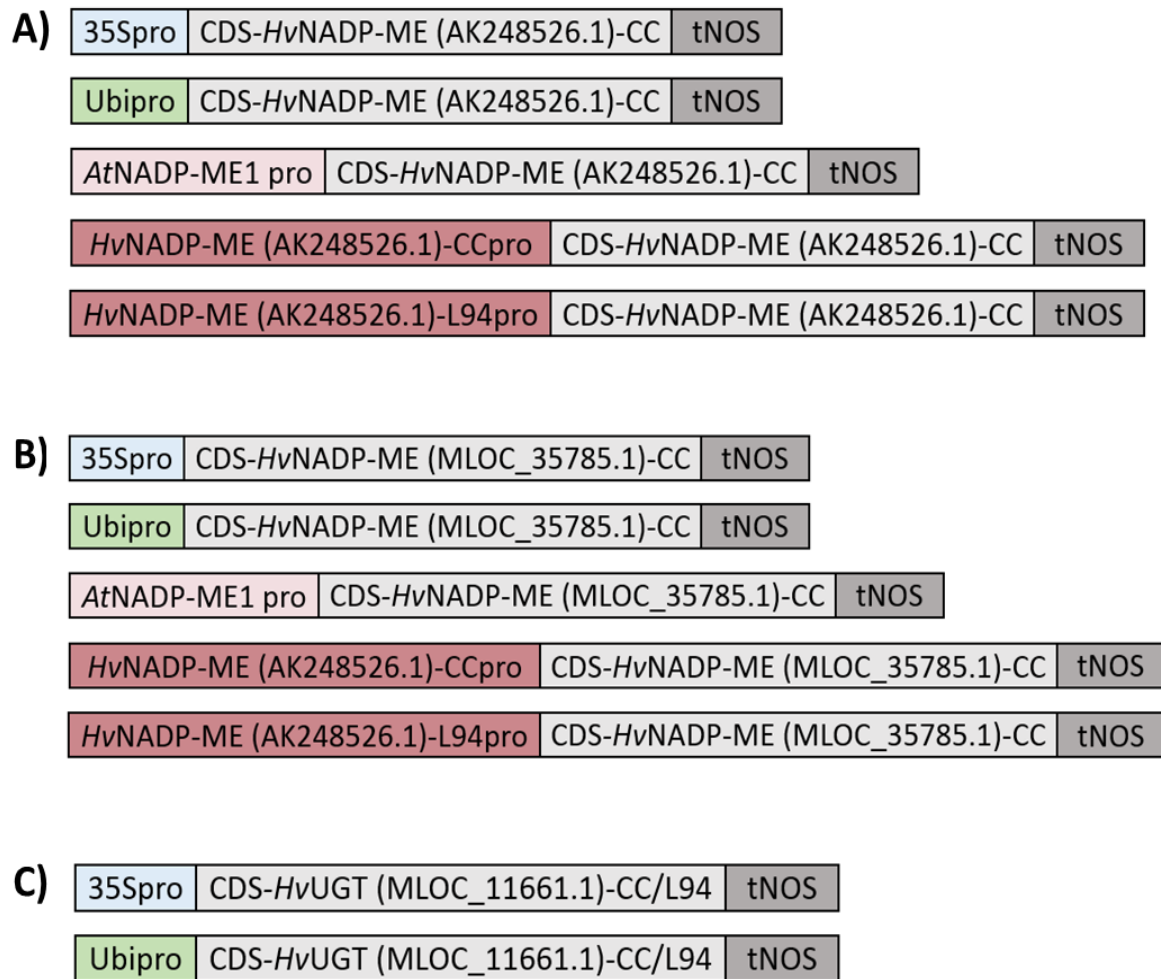 A) 35Spro CDS-HvNADP-ME (AK248526.1)-CC tNOS
Ubipro CDS-HvNADP-ME (AK248526.1)-CC tNOS
AtNADP-ME1 pro CDS-HvNADP-ME (AK248526.1)-CC tNOS
HvNADP-ME (AK248526.1)-CCpro CDS-HvNADP-ME (AK248526.1)-CC tNOS
HvNADP-ME (AK248526.1)-L94pro CDS-HvNADP-ME (AK248526.1)-CC tNOS
B) 35Spro CDS-HvNADP-ME (MLOC_35785.1)-CC tNOS
Ubipro CDS-HvNADP-ME (MLOC_35785.1)-CC tNOS
AtNADP-ME1 pro CDS-HvNADP-ME (MLOC_35785.1)-CC tNOS
HvNADP-ME (AK248526.1)-CCpro CDS-HvNADP-ME (MLOC_35785.1)-CC tNOS
HvNADP-ME (AK248526.1)-L94pro CDS-HvNADP-ME (MLOC_35785.1)-CC tNOS
C) 35Spro CDS-HvUGT (MLOC_11661.1)-CC/L94 tNOS
Ubipro CDS-HvUGT (MLOC_11661.1)-CC/L94 tNOS